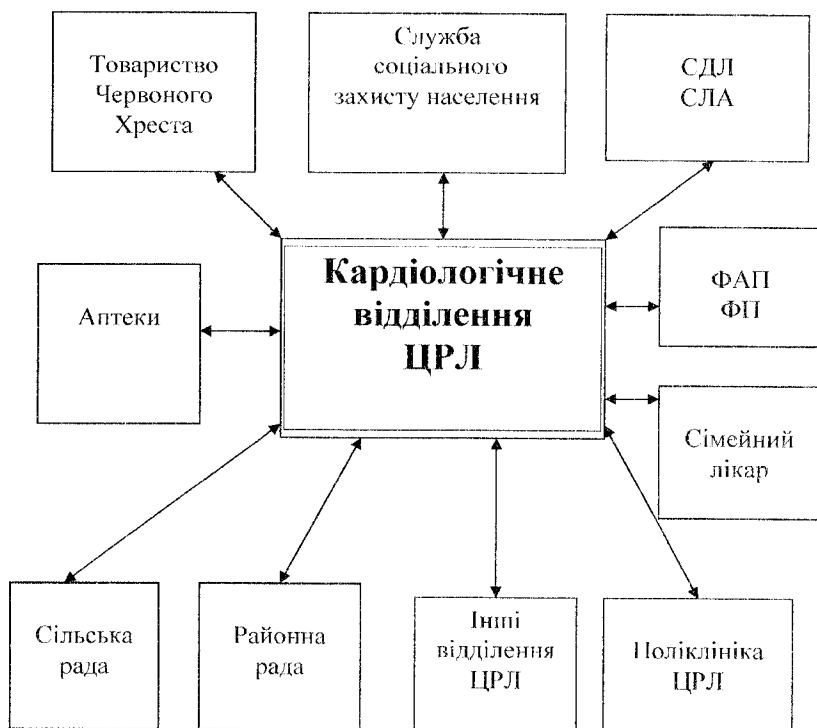 Товариство
Червоного
Хреста
Служба
соціального
захисту населення
СДЛ
СЛА
Аптеки
Кардіологічне
відділення
ЦРЛ
ФАП
ФП
Сімейний
лікар
Сільська
рада
Районна
рада
Інші
відділення
ЦРЛ
Поліклініка
ЦРЛ